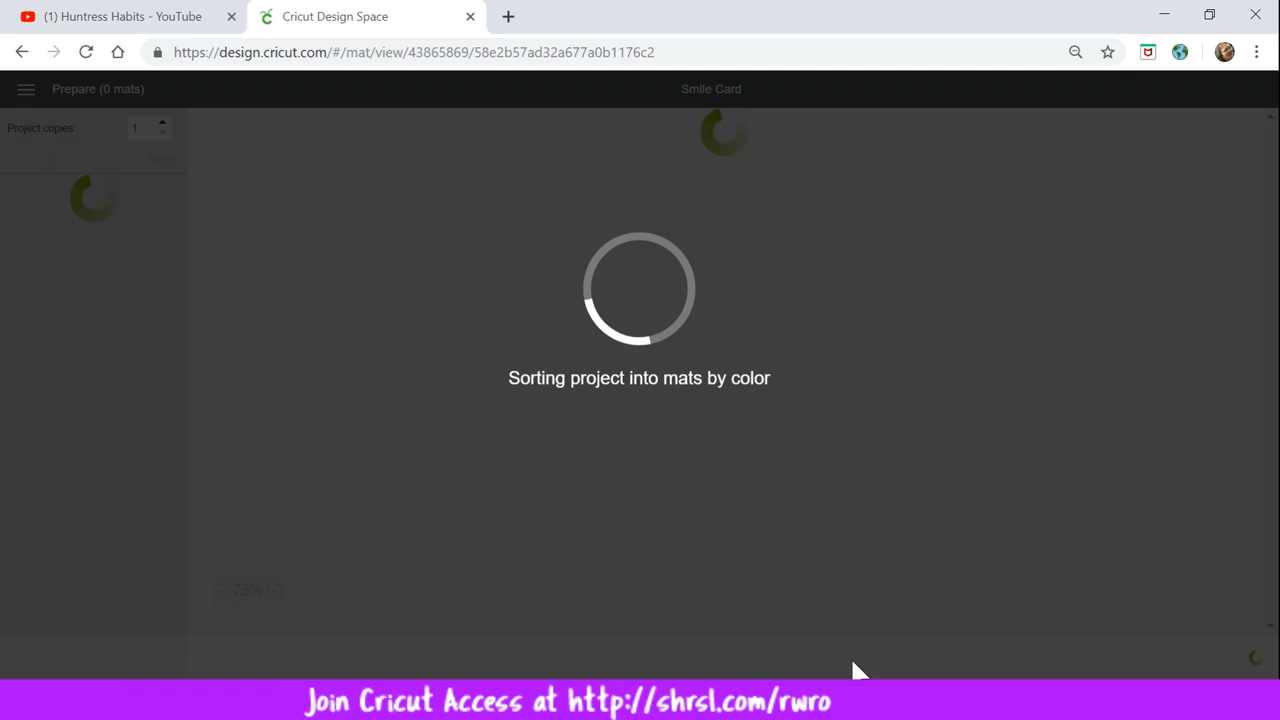 (1) Huntress Habits - YouTube
Cricut Design Space
https://design.cricut.com/#/mat/view/43865869/58e2b57ad32a677a0b1176c2
Prepare (0 mats)
Smile Card
Project copies:
1
Sorting project into mats by color
75%
Join Cricut Access at http://shrsl.com/rwro